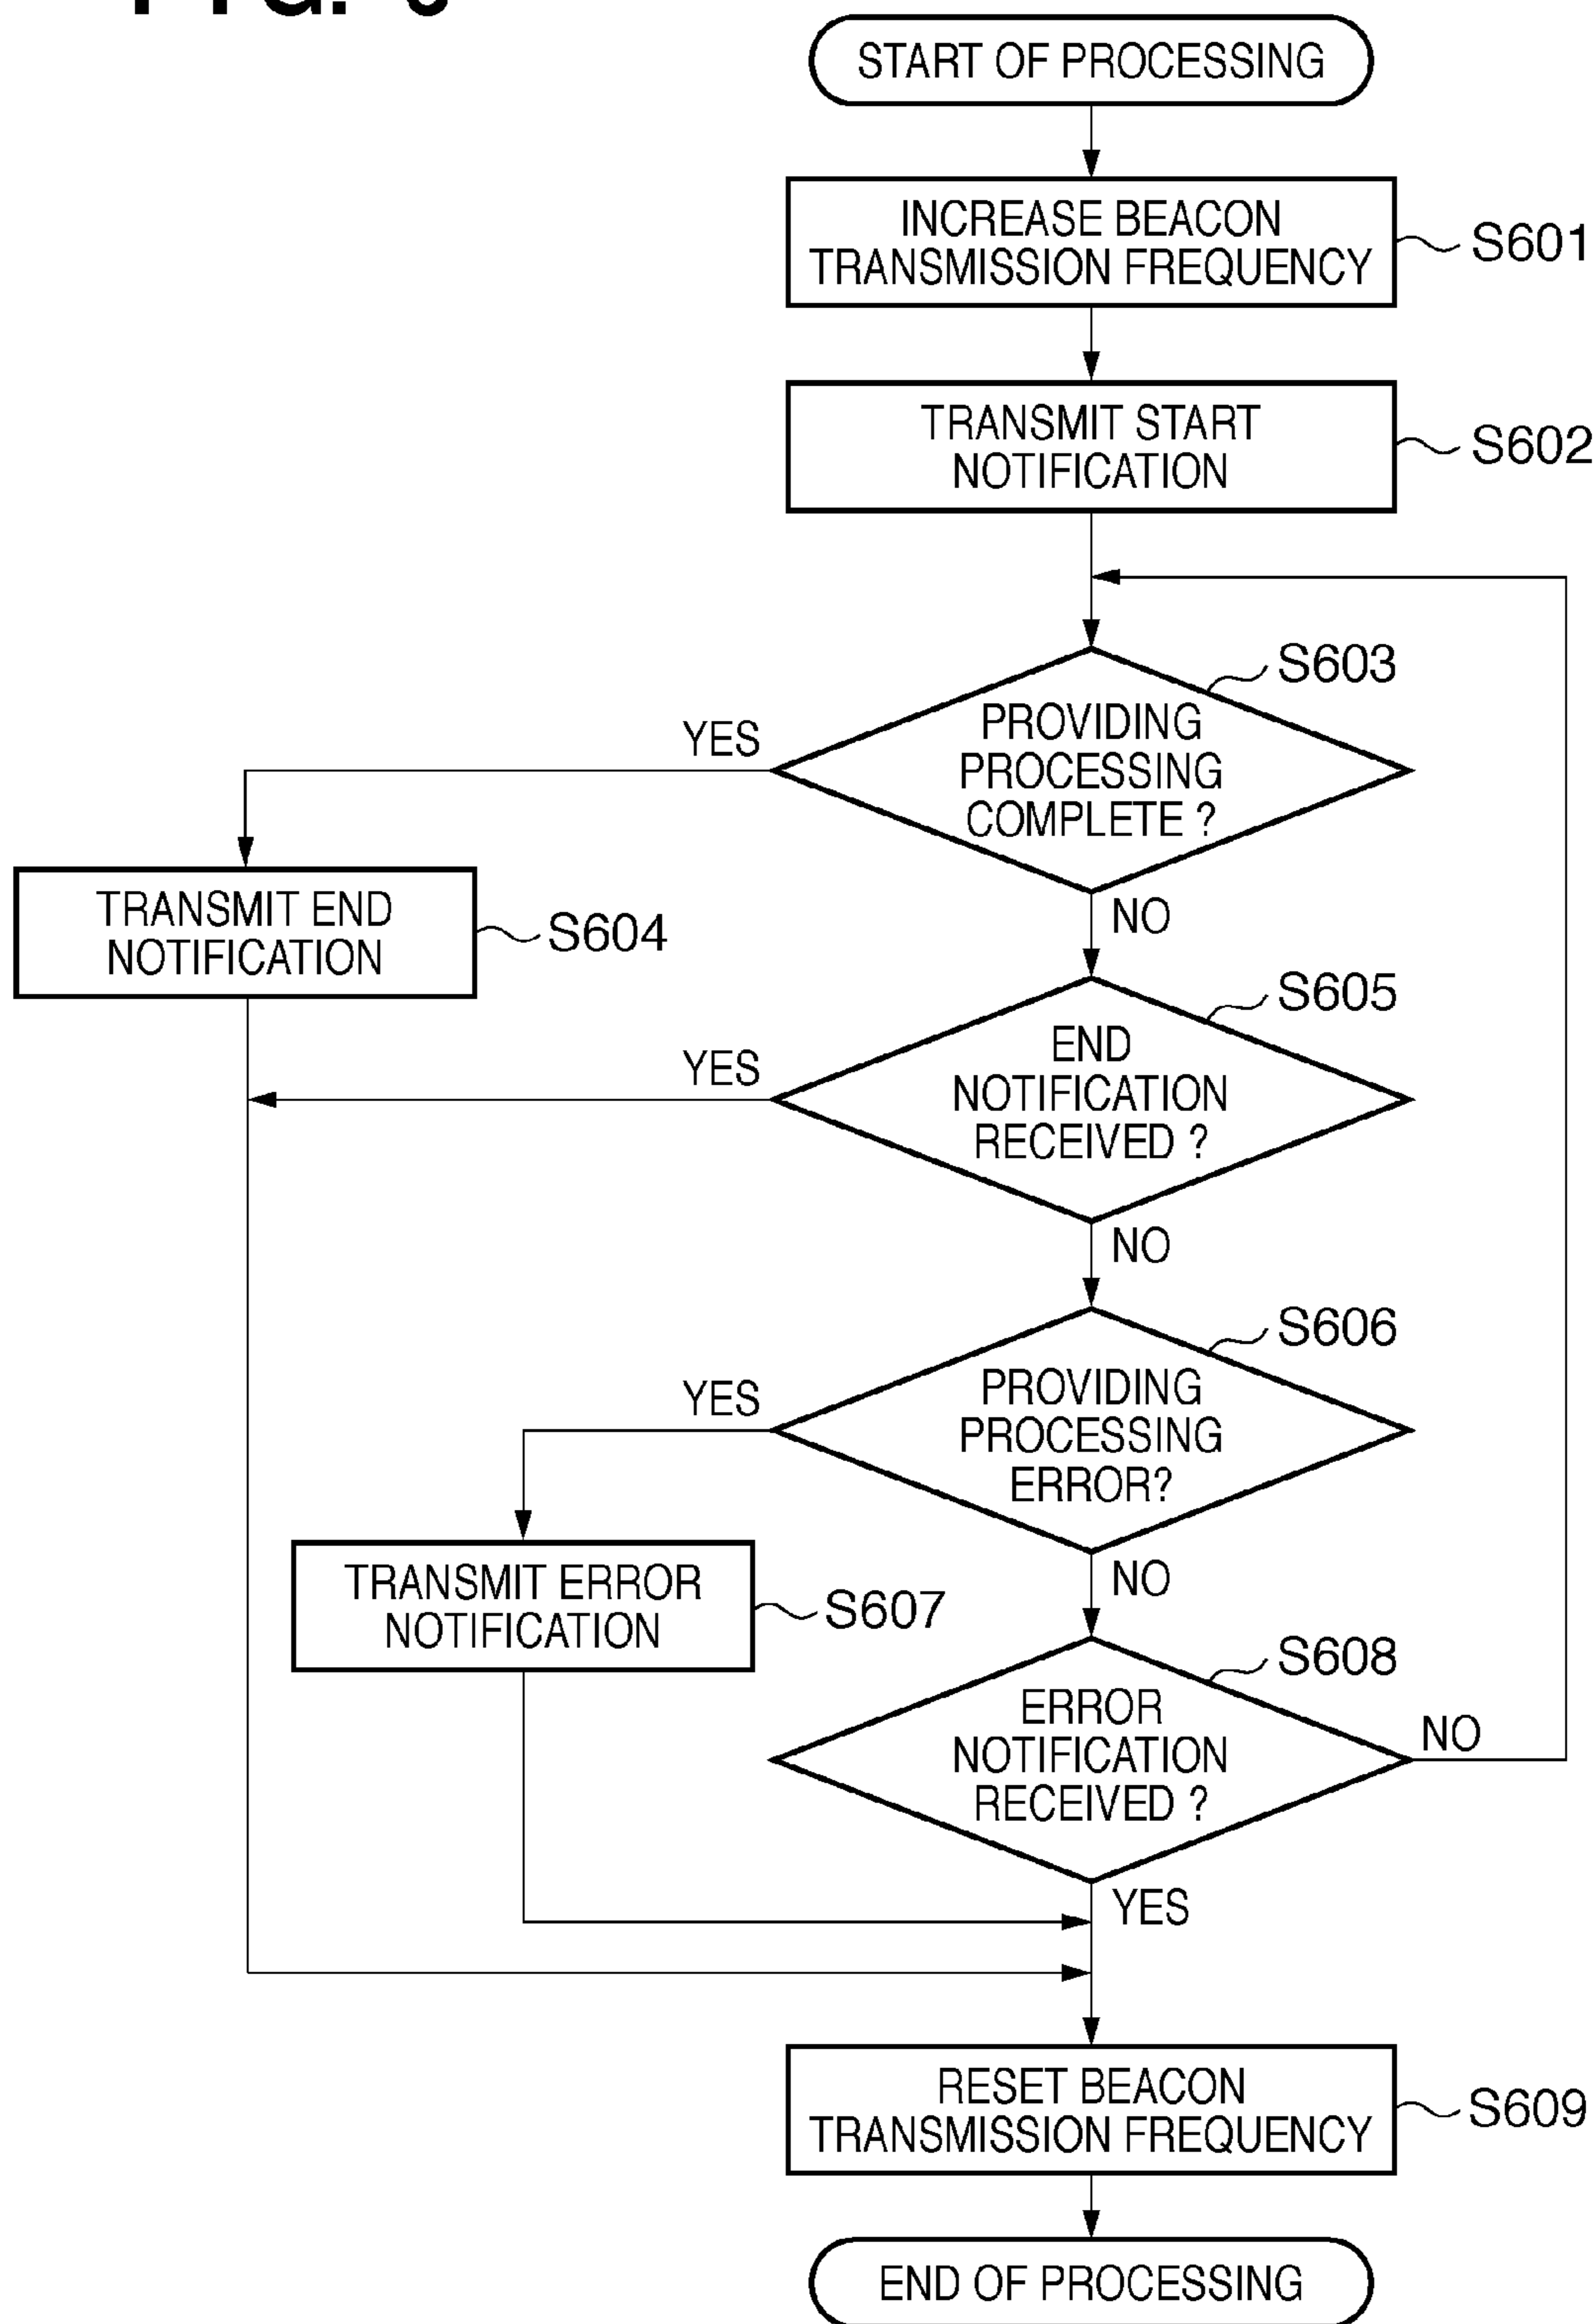 START OF PROCESSING
INCREASE BEACON
TRANSMISSION FREQUENCY
S601
TRANSMIT START
NOTIFICATION
S602
S603
PROVIDING
PROCESSING
COMPLETE ?
YES
NO
TRANSMIT END
NOTIFICATION
S604
S605
END
NOTIFICATION
RECEIVED ?
YES
NO
S606
PROVIDING
PROCESSING
ERROR?
YES
NO
TRANSMIT ERROR
NOTIFICATION
S607
S608
ERROR
NOTIFICATION
RECEIVED ?
NO
YES
RESET BEACON
TRANSMISSION FREQUENCY
S609
END OF PROCESSING